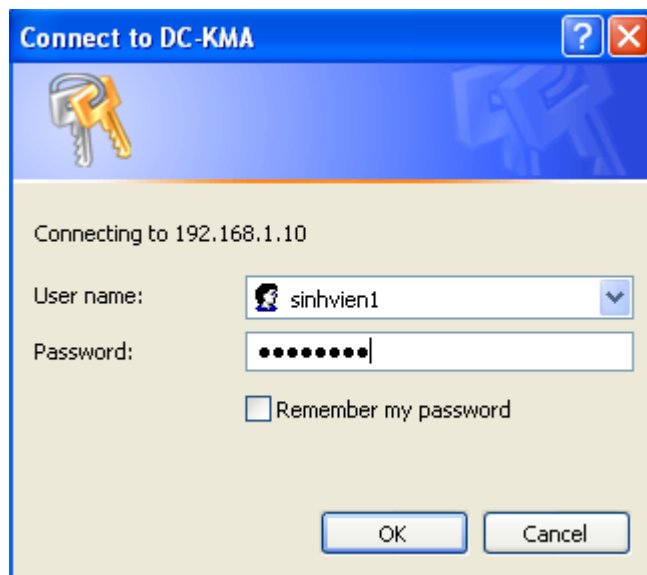 Connect to DC-KMA
Connecting to 192.168.1.10
User name: sinhvien1
Password: ●●●●●●●●
Remember my password
OK Cancel